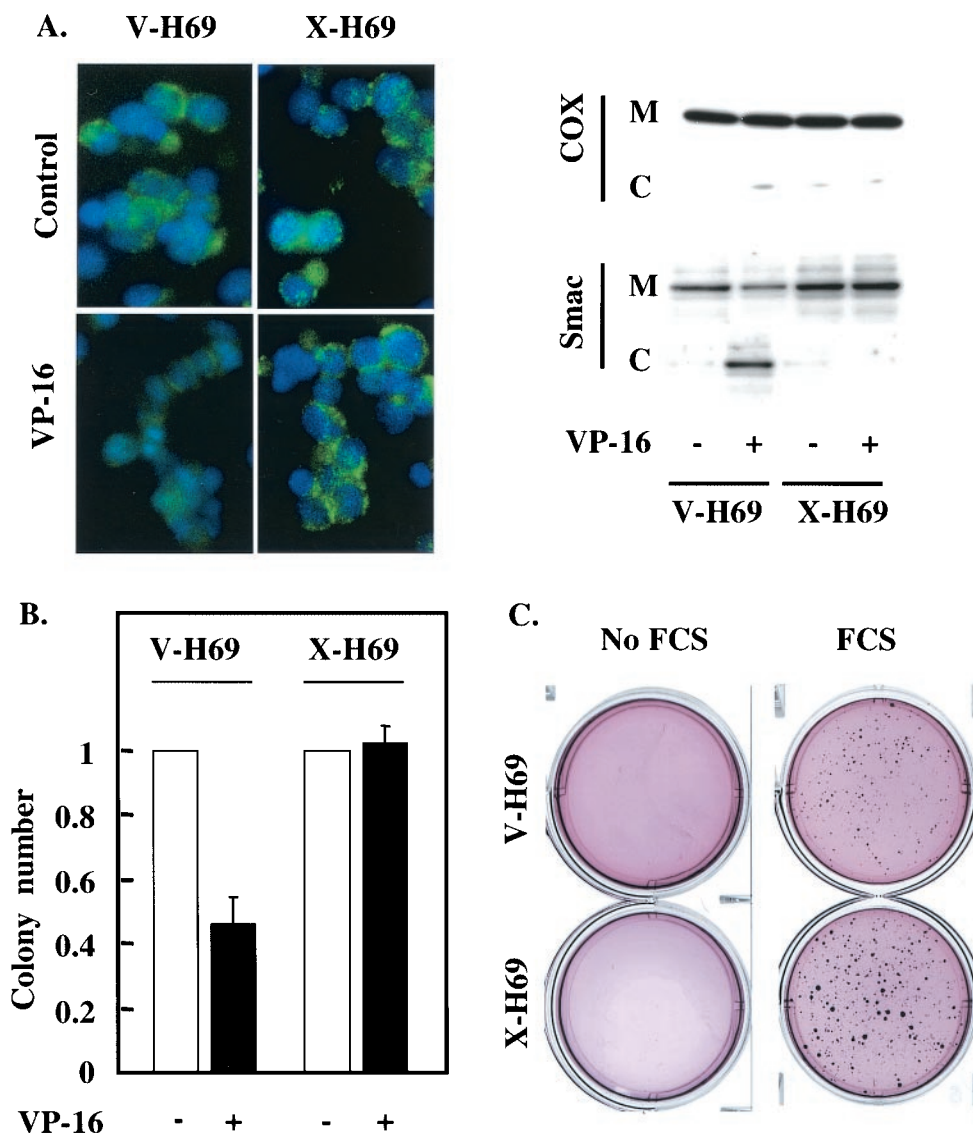 A.
V-H69 X-H69
Control
VP-16
COX
M
C
Smac
M
C
VP-16 - + - +
V-H69 X-H69
B.
V-H69 X-H69
Colony number
1
0.8
0.6
0.4
0.2
0
VP-16 - + - +
C.
No FCS FCS
V-H69
X-H69